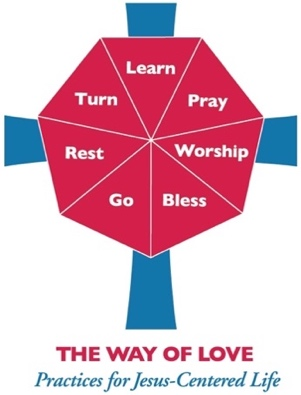 Learn
Turn
Pray
Rest
Worship
Go
Bless
THE WAY OF LOVE
Practices for Jesus-Centered Life